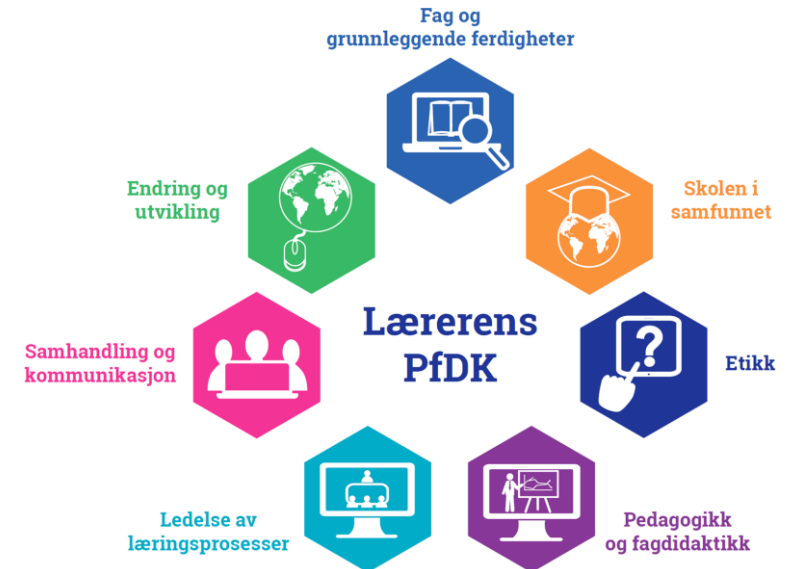 Fag og
grunnleggende ferdigheter
Endring og
utvikling
Skolen i
samfunnet
Lærerens
PfDK
Samhandling og
kommunikasjon
Etikk
?
Ledelse av
læringsprosesser
Pedagogikk
og fagdidaktikk